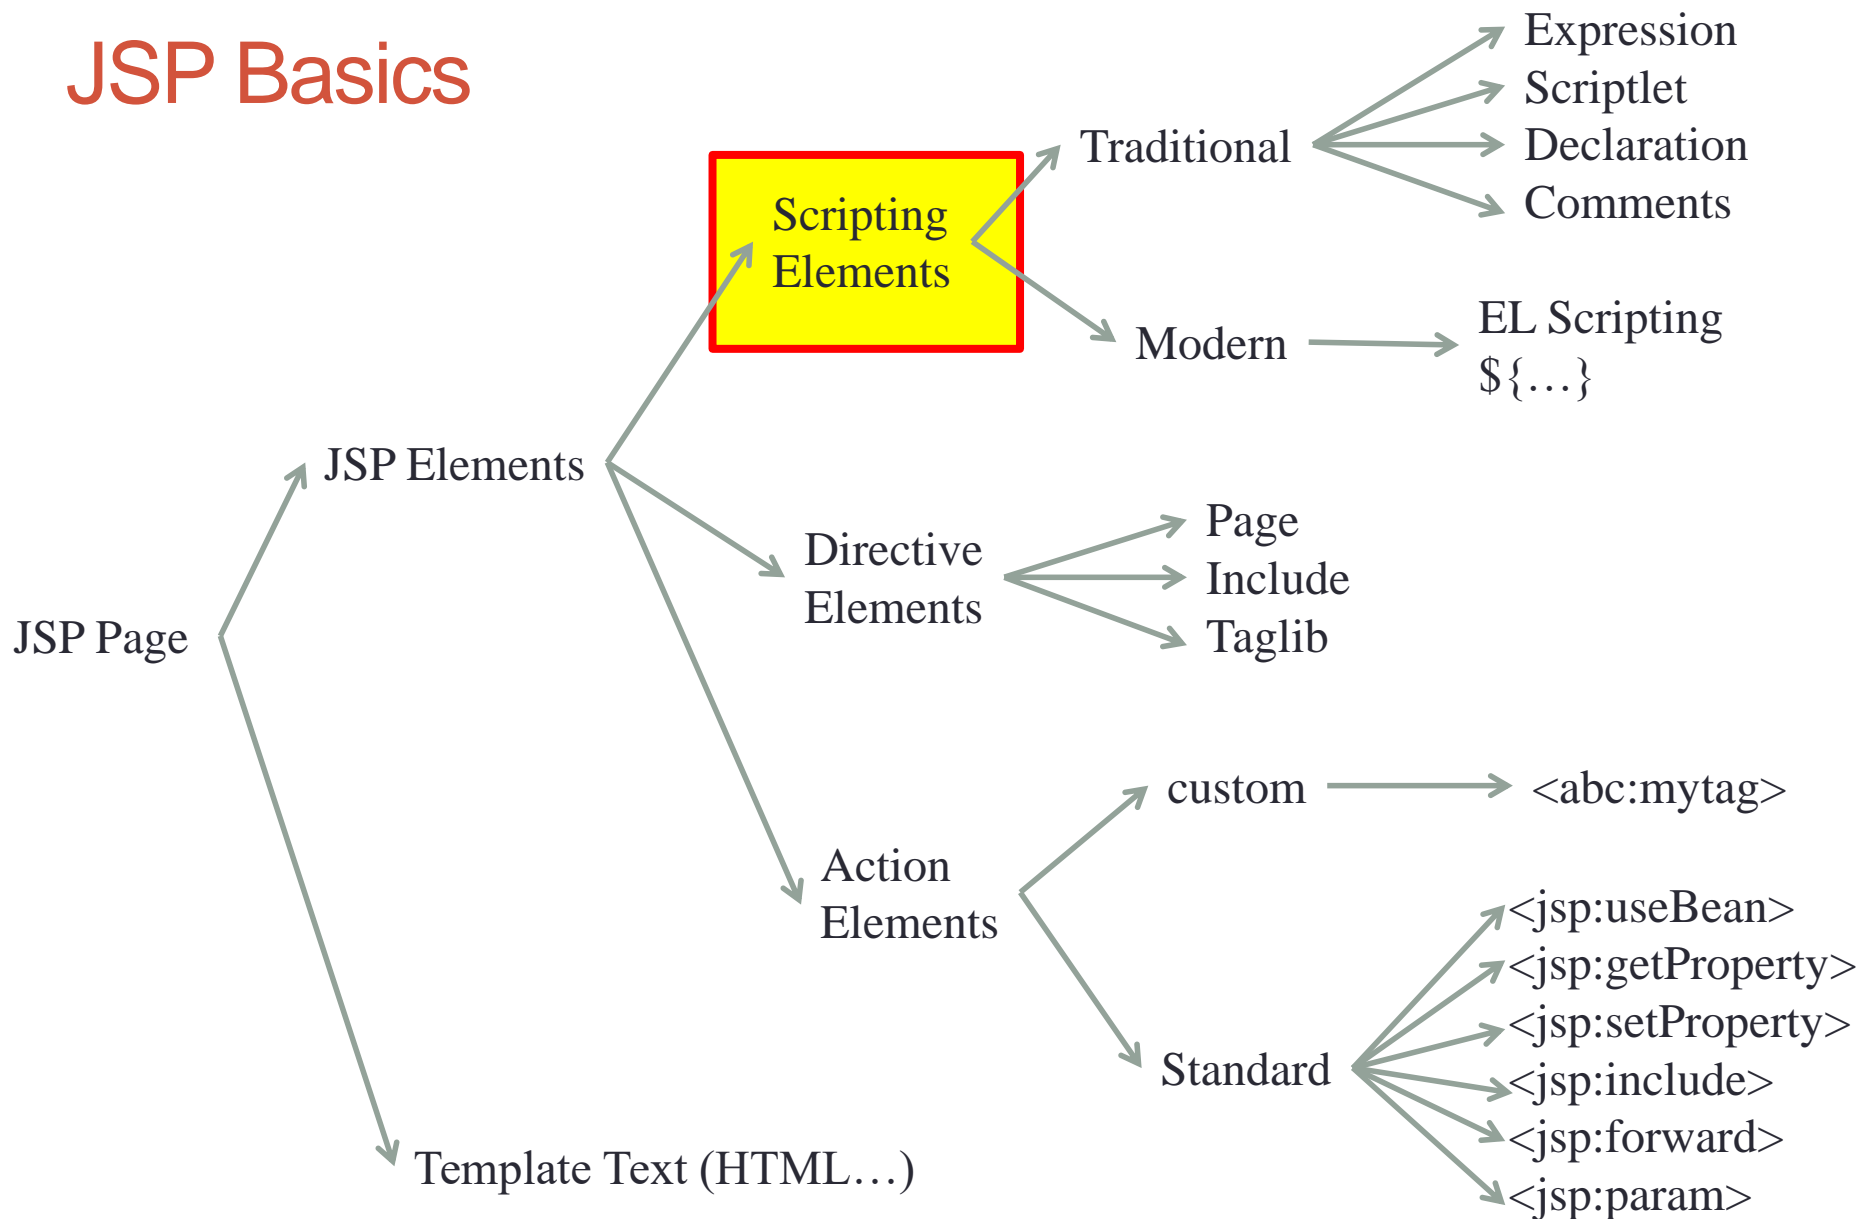 JSP Basics
Expression
Scriptlet
Declaration
Comments
Traditional
Scripting
Elements
Modern
EL Scripting
${…}
JSP Elements
Directive
Elements
Page
Include
Taglib
JSP Page
custom
<abc:mytag>
Action
Elements
Standard
<jsp:useBean>
<jsp:getProperty>
<jsp:setProperty>
<jsp:include>
<jsp:forward>
<jsp:param>
Template Text (HTML…)